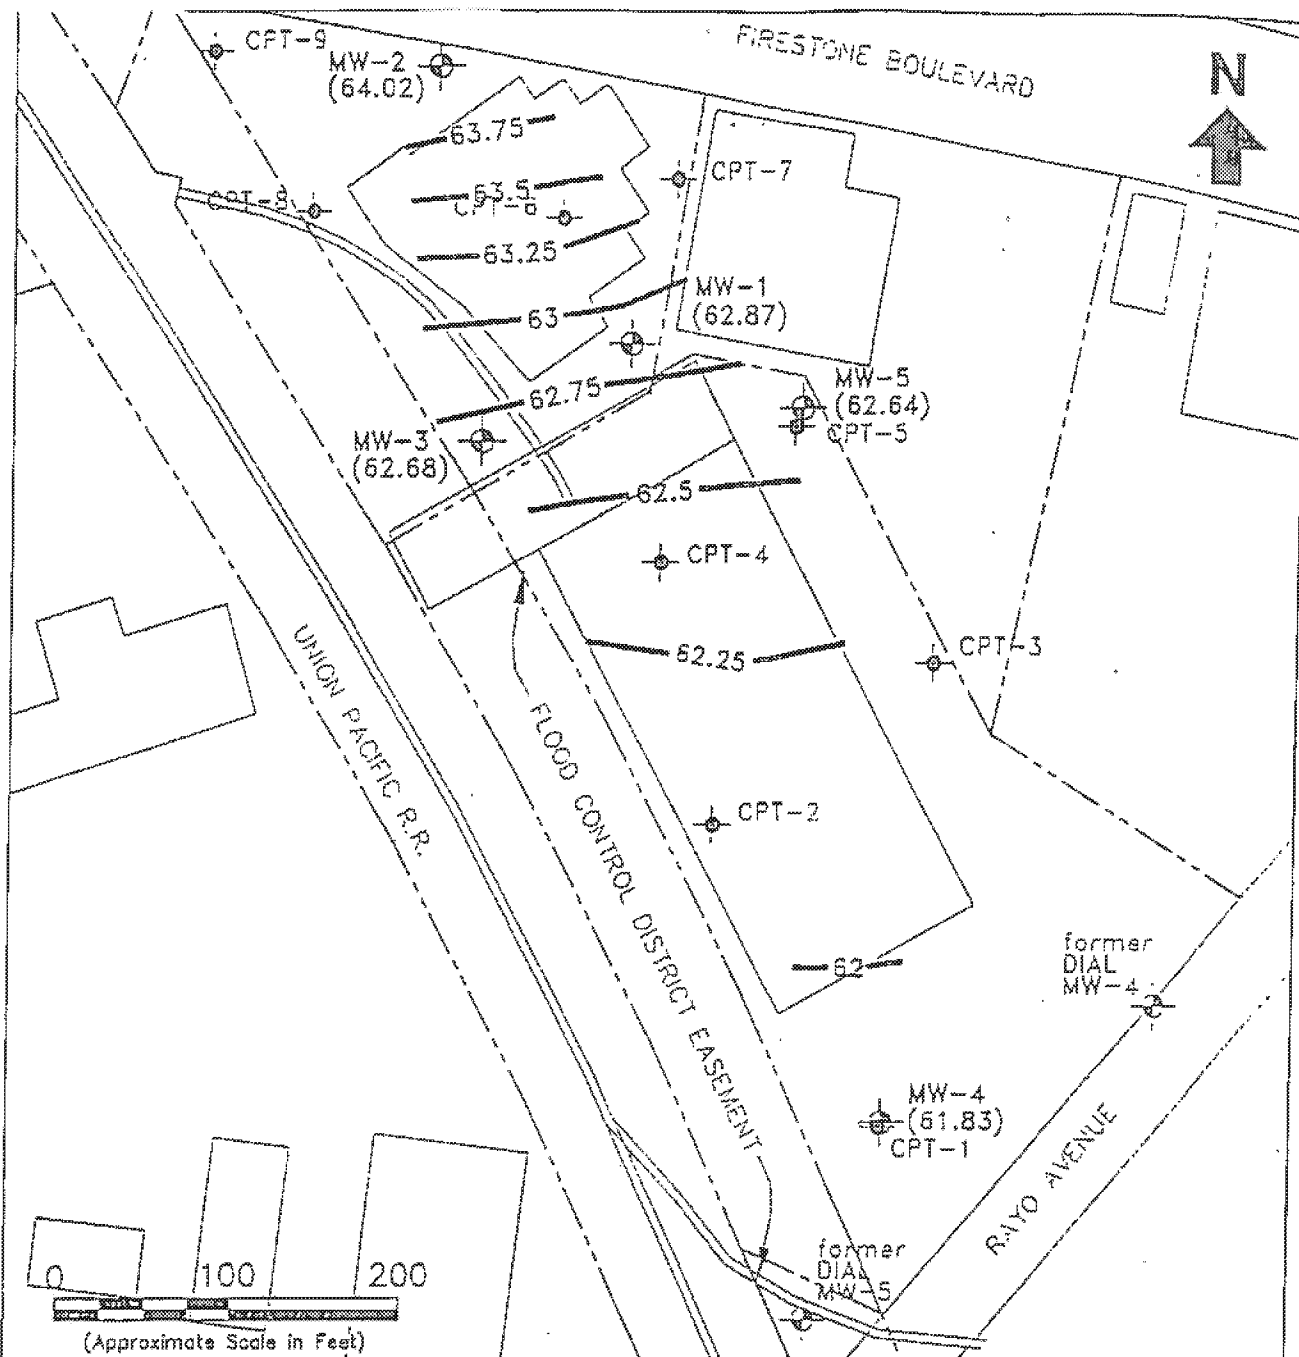 FIRESTONE BOULEVARD
N
CPT-9
MW-2
(64.02)
63.75
CPT-7
63.5
CPT-8
CPT-6
63.25
MW-1
(62.87)
63
62.75
MW-5
(62.64)
CPT-5
MW-3
(62.68)
62.5
CPT-4
62.25
CPT-3
UNION PACIFIC R.R.
FLOOD CONTROL DISTRICT EASEMENT
CPT-2
former
DIAL
MW-4
62
MW-4
(61.83)
CPT-1
RAYO AVENUE
former
DIAL
MW-5
0 100 200
(Approximate Scale in Feet)